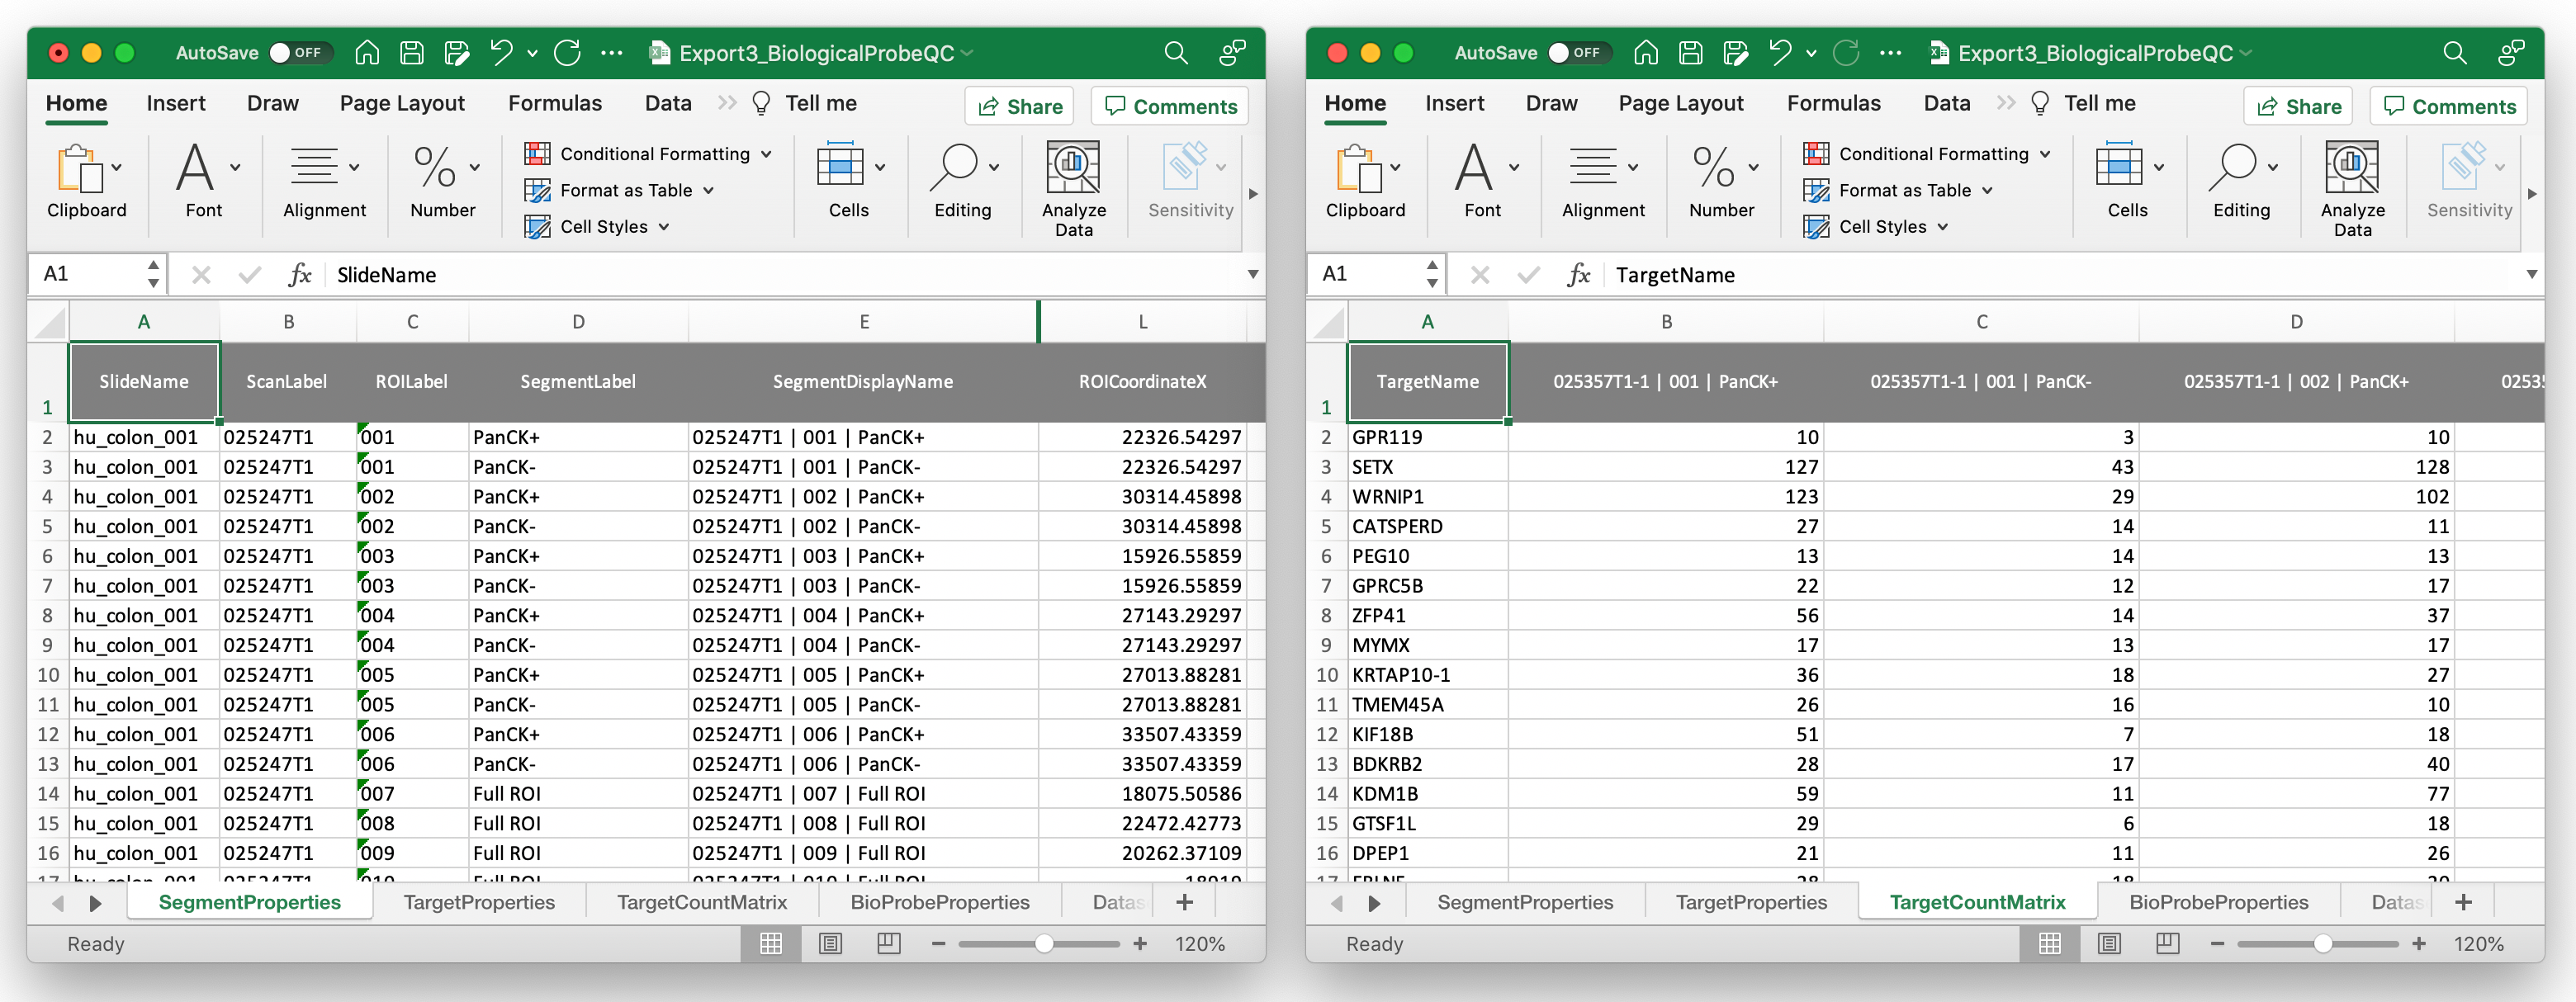 AutoSave OFF Export3_BiologicalProbeQC
Home Insert Draw Page Layout Formulas Data Tell me Share Comments
Clipboard Font Alignment Number Conditional Formatting Format as Table Cell Styles Cells Editing Analyze Data Sensitivity
A1 fx SlideName
A B C D E L
1 SlideName ScanLabel ROILabel SegmentLabel SegmentDisplayName ROICoordinateX
2 hu_colon_001 025247T1 001 PanCK+ 025247T1 | 001 | PanCK+ 22326.54297
3 hu_colon_001 025247T1 001 PanCK- 025247T1 | 001 | PanCK- 22326.54297
4 hu_colon_001 025247T1 002 PanCK+ 025247T1 | 002 | PanCK+ 30314.45898
5 hu_colon_001 025247T1 002 PanCK- 025247T1 | 002 | PanCK- 30314.45898
6 hu_colon_001 025247T1 003 PanCK+ 025247T1 | 003 | PanCK+ 15926.55859
7 hu_colon_001 025247T1 003 PanCK- 025247T1 | 003 | PanCK- 15926.55859
8 hu_colon_001 025247T1 004 PanCK+ 025247T1 | 004 | PanCK+ 27143.29297
9 hu_colon_001 025247T1 004 PanCK- 025247T1 | 004 | PanCK- 27143.29297
10 hu_colon_001 025247T1 005 PanCK+ 025247T1 | 005 | PanCK+ 27013.88281
11 hu_colon_001 025247T1 005 PanCK- 025247T1 | 005 | PanCK- 27013.88281
12 hu_colon_001 025247T1 006 PanCK+ 025247T1 | 006 | PanCK+ 33507.43359
13 hu_colon_001 025247T1 006 PanCK- 025247T1 | 006 | PanCK- 33507.43359
14 hu_colon_001 025247T1 007 Full ROI 025247T1 | 007 | Full ROI 18075.50586
15 hu_colon_001 025247T1 008 Full ROI 025247T1 | 008 | Full ROI 22472.42773
16 hu_colon_001 025247T1 009 Full ROI 025247T1 | 009 | Full ROI 20262.37109
SegmentProperties TargetProperties TargetCountMatrix BioProbeProperties Datas +
Ready 120%
AutoSave OFF Export3_BiologicalProbeQC
Home Insert Draw Page Layout Formulas Data Tell me Share Comments
Clipboard Font Alignment Number Conditional Formatting Format as Table Cell Styles Cells Editing Analyze Data Sensitivity
A1 fx TargetName
A B C D
1 TargetName 025357T1-1 | 001 | PanCK+ 025357T1-1 | 001 | PanCK- 025357T1-1 | 002 | PanCK+
2 GPR119 10 3 10
3 SETX 127 43 128
4 WRNIP1 123 29 102
5 CATSPERD 27 14 11
6 PEG10 13 14 13
7 GPRC5B 22 12 17
8 ZFP41 56 14 37
9 MYMX 17 13 17
10 KRTAP10-1 36 18 27
11 TMEM45A 26 16 10
12 KIF18B 51 7 18
13 BDKRB2 28 17 40
14 KDM1B 59 11 77
15 GTSF1L 29 6 18
16 DPEP1 21 11 26
SegmentProperties TargetProperties TargetCountMatrix BioProbeProperties Datas +
Ready 120%